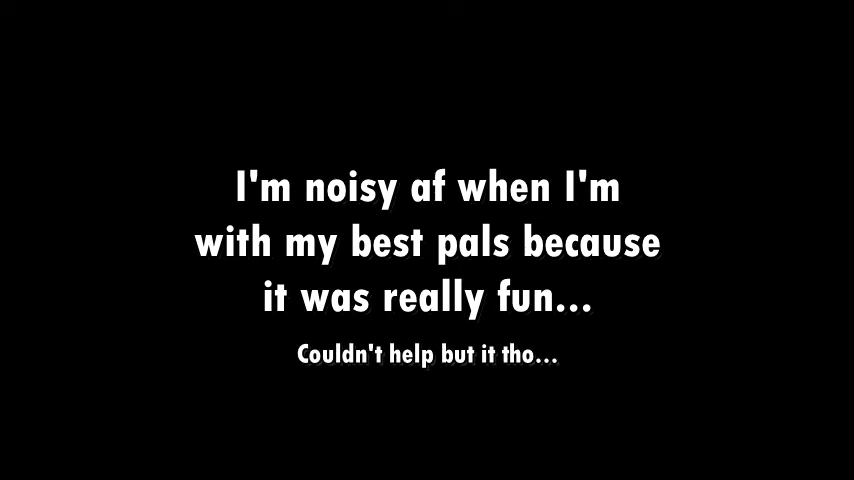 I'm noisy af when I'm
with my best pals because
it was really fun...
Couldn't help but it tho...